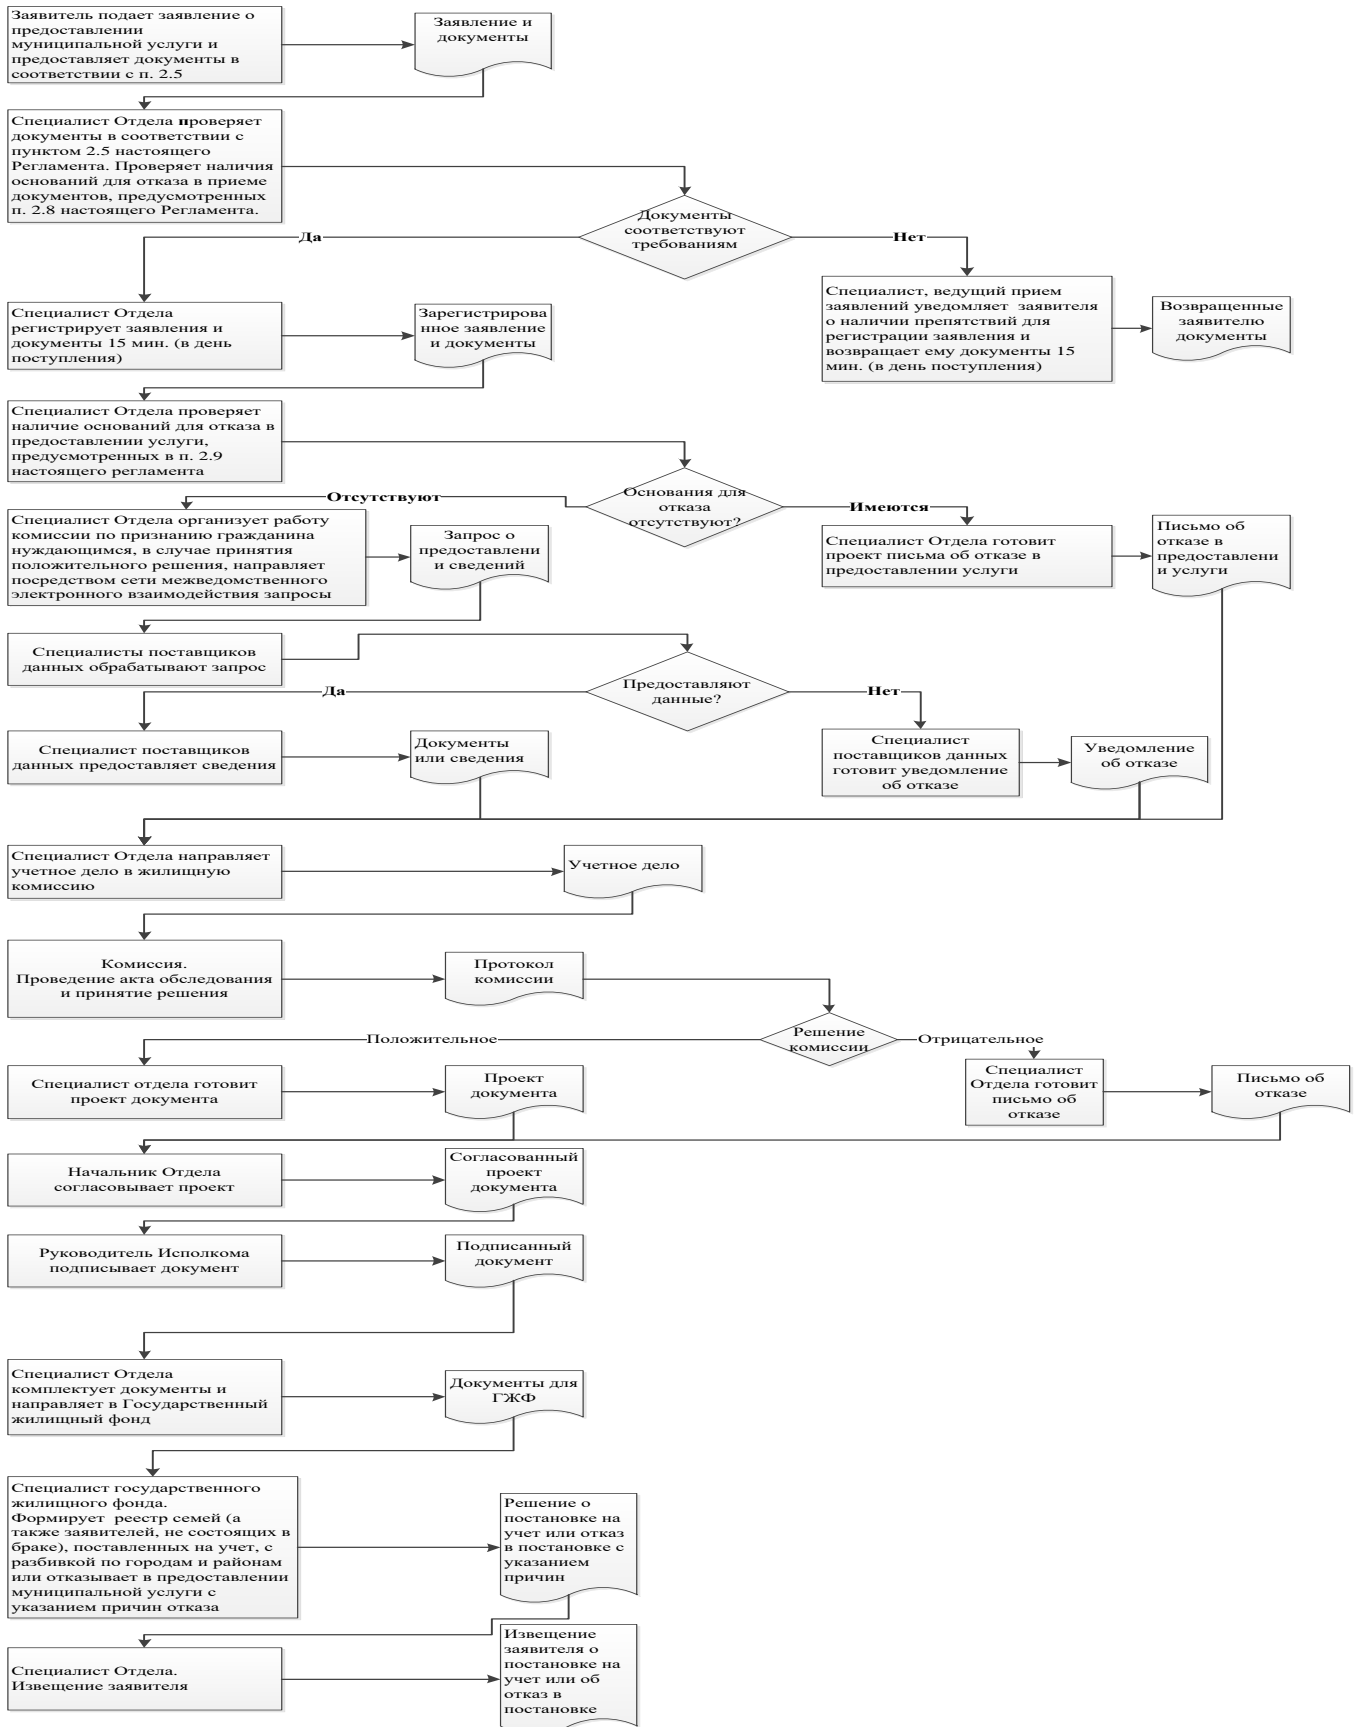 Заявитель подает заявление о
предоставлении
муниципальной услуги и
предоставляет документы в
соответствии с п. 2.5
Заявление и
документы
Специалист Отдела проверяет
документы в соответствии с
пунктом 2.5 настоящего
Регламента. Проверяет наличия
оснований для отказа в приеме
документов, предусмотренных
п. 2.8 настоящего Регламента.
Документы
соответствуют
требованиям
Да
Нет
Специалист Отдела
регистрирует заявления и
документы 15 мин. (в день
поступления)
Зарегистрирова
нное заявление
и документы
Специалист, ведущий прием
заявлений уведомляет  заявителя
о наличии препятствий для
регистрации заявления и
возвращает ему документы 15
мин. (в день поступления)
Возвращенные
заявителю
документы
Специалист Отдела проверяет
наличие оснований для отказа в
предоставлении услуги,
предусмотренных в п. 2.9
настоящего регламента
Основания для
отказа
отсутствуют?
Отсутствуют
Имеются
Специалист Отдела организует работу
комиссии по признанию гражданина
нуждающимся, в случае принятия
положительного решения, направляет
посредством сети межведомственного
электронного взаимодействия запросы
Запрос о
предоставлени
и сведений
Специалист Отдела готовит
проект письма об отказе в
предоставлении услуги
Письмо об
отказе в
предоставлени
и услуги
Специалисты поставщиков
данных обрабатывают запрос
Предоставляют
данные?
Да
Нет
Специалист поставщиков
данных предоставляет сведения
Документы
или сведения
Специалист
поставщиков данных
готовит уведомление
об отказе
Уведомление
об отказе
Специалист Отдела направляет
учетное дело в жилищную
комиссию
Учетное дело
Комиссия.
Проведение акта обследования
и принятие решения
Протокол
комиссии
Решение
комиссии
Положительное
Отрицательное
Специалист отдела готовит
проект документа
Проект
документа
Специалист
Отдела готовит
письмо об
отказе
Письмо об
отказе
Начальник Отдела
согласовывает проект
Согласованный
проект
документа
Руководитель Исполкома
подписывает документ
Подписанный
документ
Специалист Отдела
комплектует документы и
направляет в Государственный
жилищный фонд
Документы для
ГЖФ
Специалист государственного
жилищного фонда.
Формирует  реестр семей (а
также заявителей, не состоящих в
браке), поставленных на учет, с
разбивкой по городам и районам
или отказывает в предоставлении
муниципальной услуги с
указанием причин отказа
Решение о
постановке на
учет или отказ
в постановке с
указанием
причин
Специалист Отдела.
Извещение заявителя
Извещение
заявителя о
постановке на
учет или об
отказ в
постановке